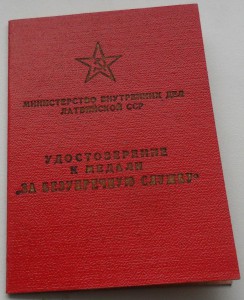 МИНИСТЕРСТВО ВНУТРЕННИХ ДЕЛ
ЛАТВИЙСКОЙ ССР
УДОСТОВЕРЕНИЕ
К МЕДАЛИ
„ЗА БЕЗУПРЕЧНУЮ СЛУЖБУ“